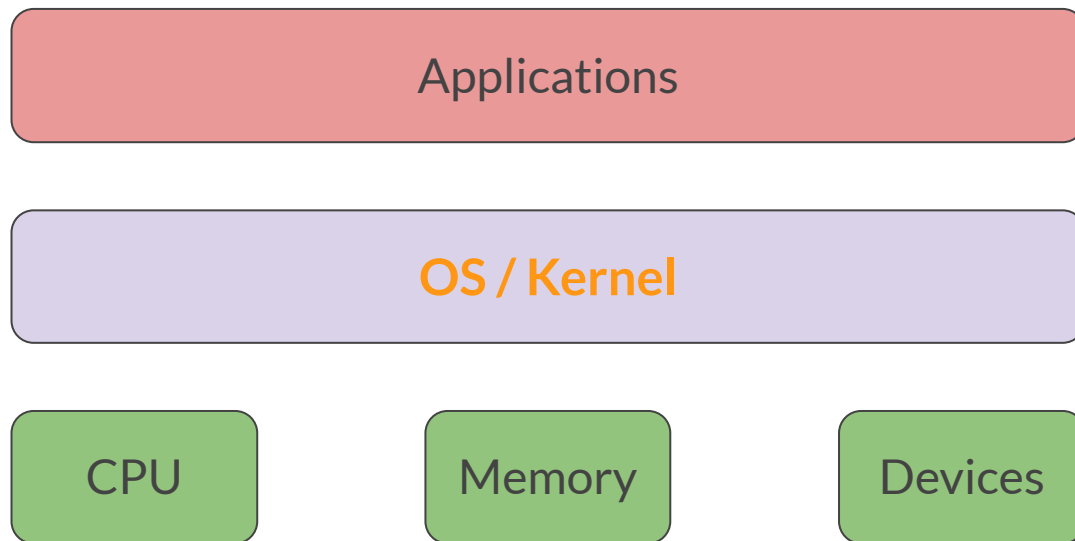 Applications
OS / Kernel
CPU
Memory
Devices